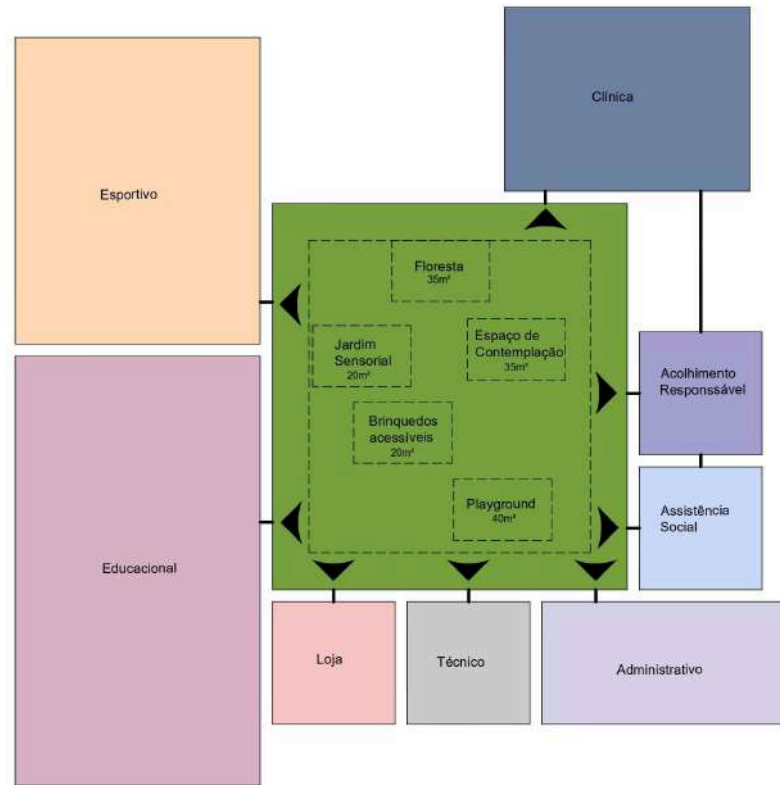 Clínica
Esportivo
Floresta
35m²
Jardim
Sensorial
20m²
Espaço de
Contemplação
35m²
Acolhimento
Responssável
Brinquedos
acessíveis
20m²
Playground
40m²
Assistência
Social
Educacional
Loja
Técnico
Administrativo